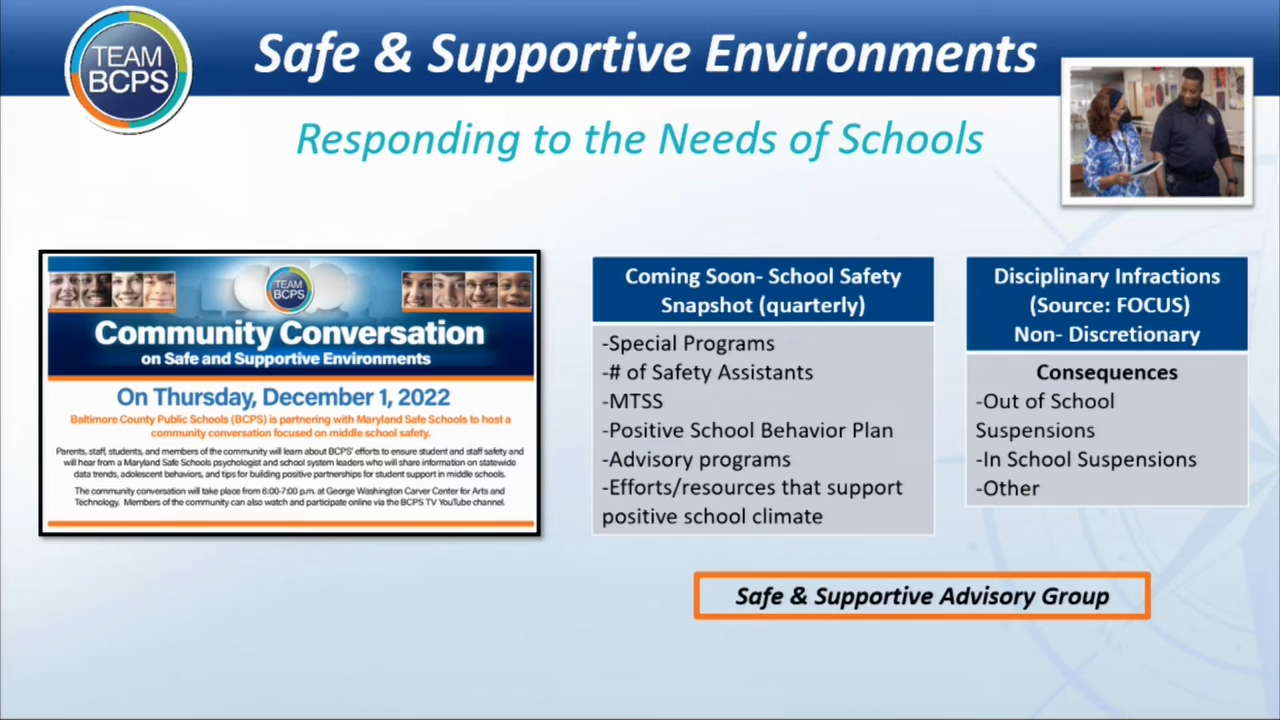 TEAM
BCPS
Safe & Supportive Environments
Responding to the Needs of Schools
TEAM
BCPS
Community Conversation
on Safe and Supportive Environments
On Thursday, December 1, 2022
Baltimore County Public Schools (BCPS) is partnering with Maryland Safe Schools to host a
community conversation focused on middle school safety.
Parents, staff, students, and members of the community will learn about BCPS' efforts to ensure student and staff safety and
will hear from a Maryland Safe Schools psychologist and school system leaders who will share information on statewide
data trends, adolescent behaviors, and tips for building positive partnerships for student support in middle schools.
The community conversation will take place from 6:00-7:00 p.m. at George Washington Carver Center for Arts and
Technology. Members of the community can also watch and participate online via the BCPS TV YouTube channel.
Coming Soon- School Safety
Snapshot (quarterly)
-Special Programs
-# of Safety Assistants
-MTSS
-Positive School Behavior Plan
-Advisory programs
-Efforts/resources that support
positive school climate
Disciplinary Infractions
(Source: FOCUS)
Non- Discretionary
Consequences
-Out of School
Suspensions
-In School Suspensions
-Other
Safe & Supportive Advisory Group